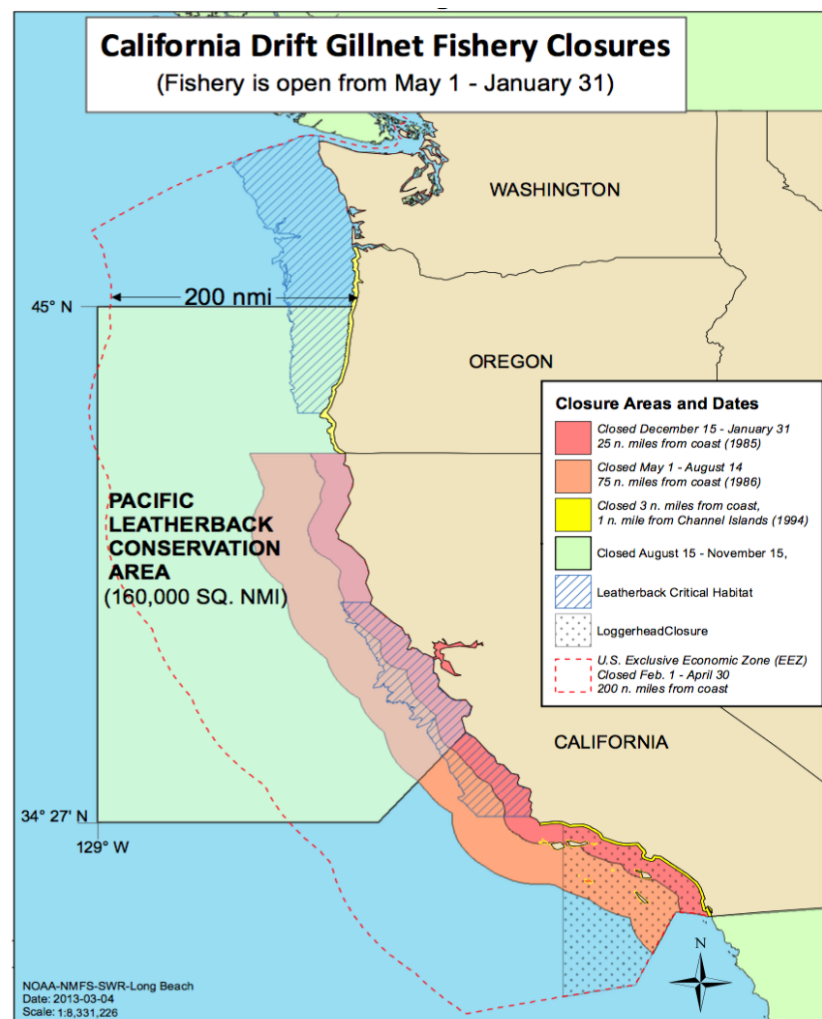 California Drift Gillnet Fishery Closures
(Fishery is open from May 1 - January 31)
WASHINGTON
200 nmi
45° N
OREGON
Closure Areas and Dates
Closed December 15 - January 31
25 n. miles from coast (1985)
Closed May 1 - August 14
75 n. miles from coast (1986)
Closed 3 n. miles from coast,
1 n. mile from Channel Islands (1994)
Closed August 15 - November 15,
Leatherback Critical Habitat
LoggerheadClosure
U.S. Exclusive Economic Zone (EEZ)
Closed Feb. 1 - April 30
200 n. miles from coast
PACIFIC
LEATHERBACK
CONSERVATION
AREA
(160,000 SQ. NMI)
CALIFORNIA
34° 27' N
129° W
N
NOAA-NMFS-SWR-Long Beach
Date: 2013-03-04
Scale: 1:8,331,226